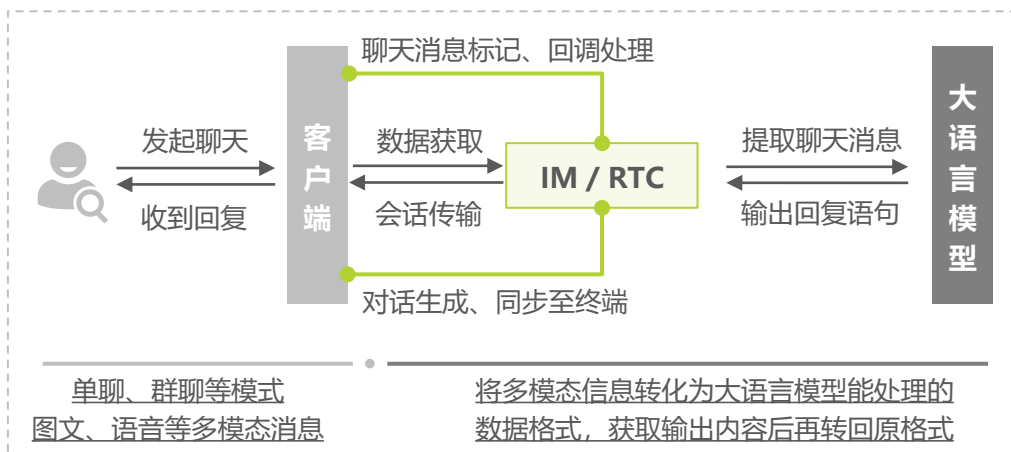 聊天消息标记、回调处理
发起聊天
收到回复
客户端
数据获取
会话传输
IM / RTC
提取聊天消息
输出回复语句
大语言模型
对话生成、同步至终端
单聊、群聊等模式
图文、语音等多模态消息
将多模态信息转化为大语言模型能处理的
数据格式，获取输出内容后再转回原格式